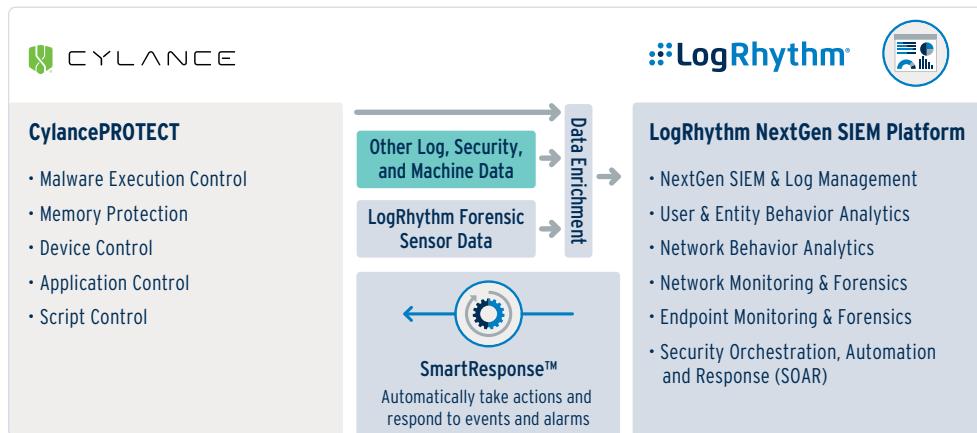 CYLANCE
LogRhythm®
CylancePROTECT
• Malware Execution Control
• Memory Protection
• Device Control
• Application Control
• Script Control
Other Log, Security,
and Machine Data
LogRhythm Forensic
Sensor Data
Data Enrichment
SmartResponse™
Automatically take actions and
respond to events and alarms
LogRhythm NextGen SIEM Platform
• NextGen SIEM & Log Management
• User & Entity Behavior Analytics
• Network Behavior Analytics
• Network Monitoring & Forensics
• Endpoint Monitoring & Forensics
• Security Orchestration, Automation
and Response (SOAR)